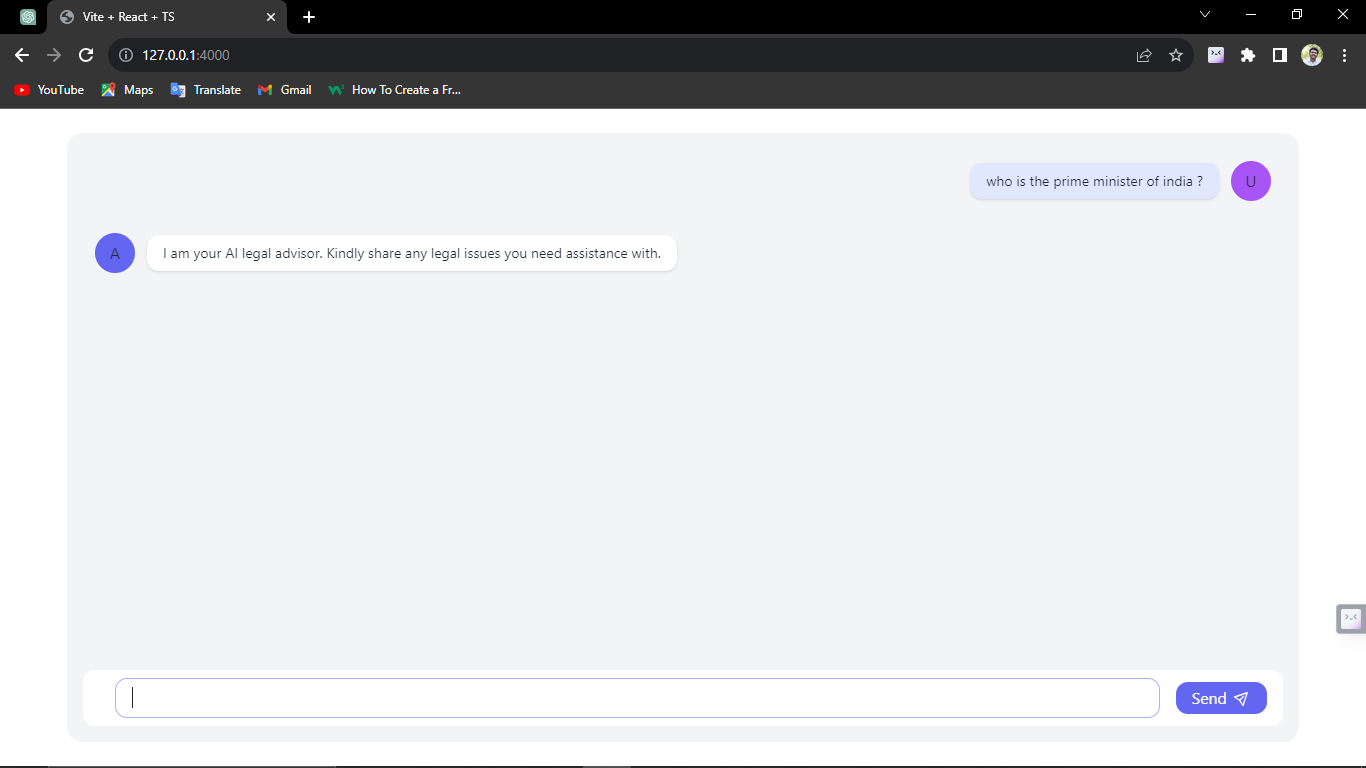 Vite + React + TS
127.0.0.1:4000
YouTube Maps Translate Gmail How To Create a Fr...
who is the prime minister of india ?
U
A
I am your AI legal advisor. Kindly share any legal issues you need assistance with.
Send